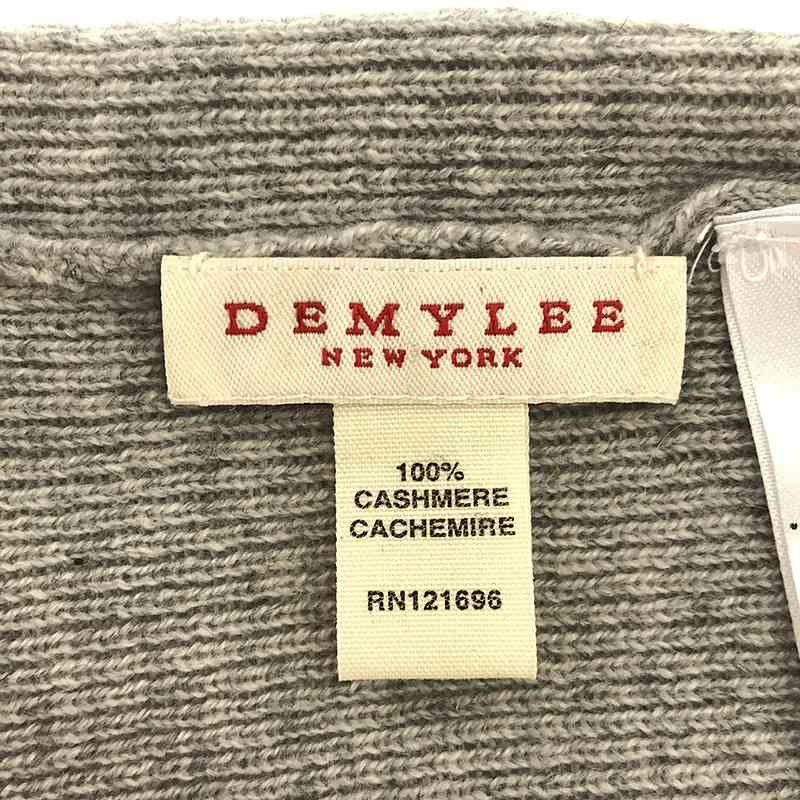 DEMYLEE
NEW YORK
100%
CASHMERE
CACHEMIRE
RN121696